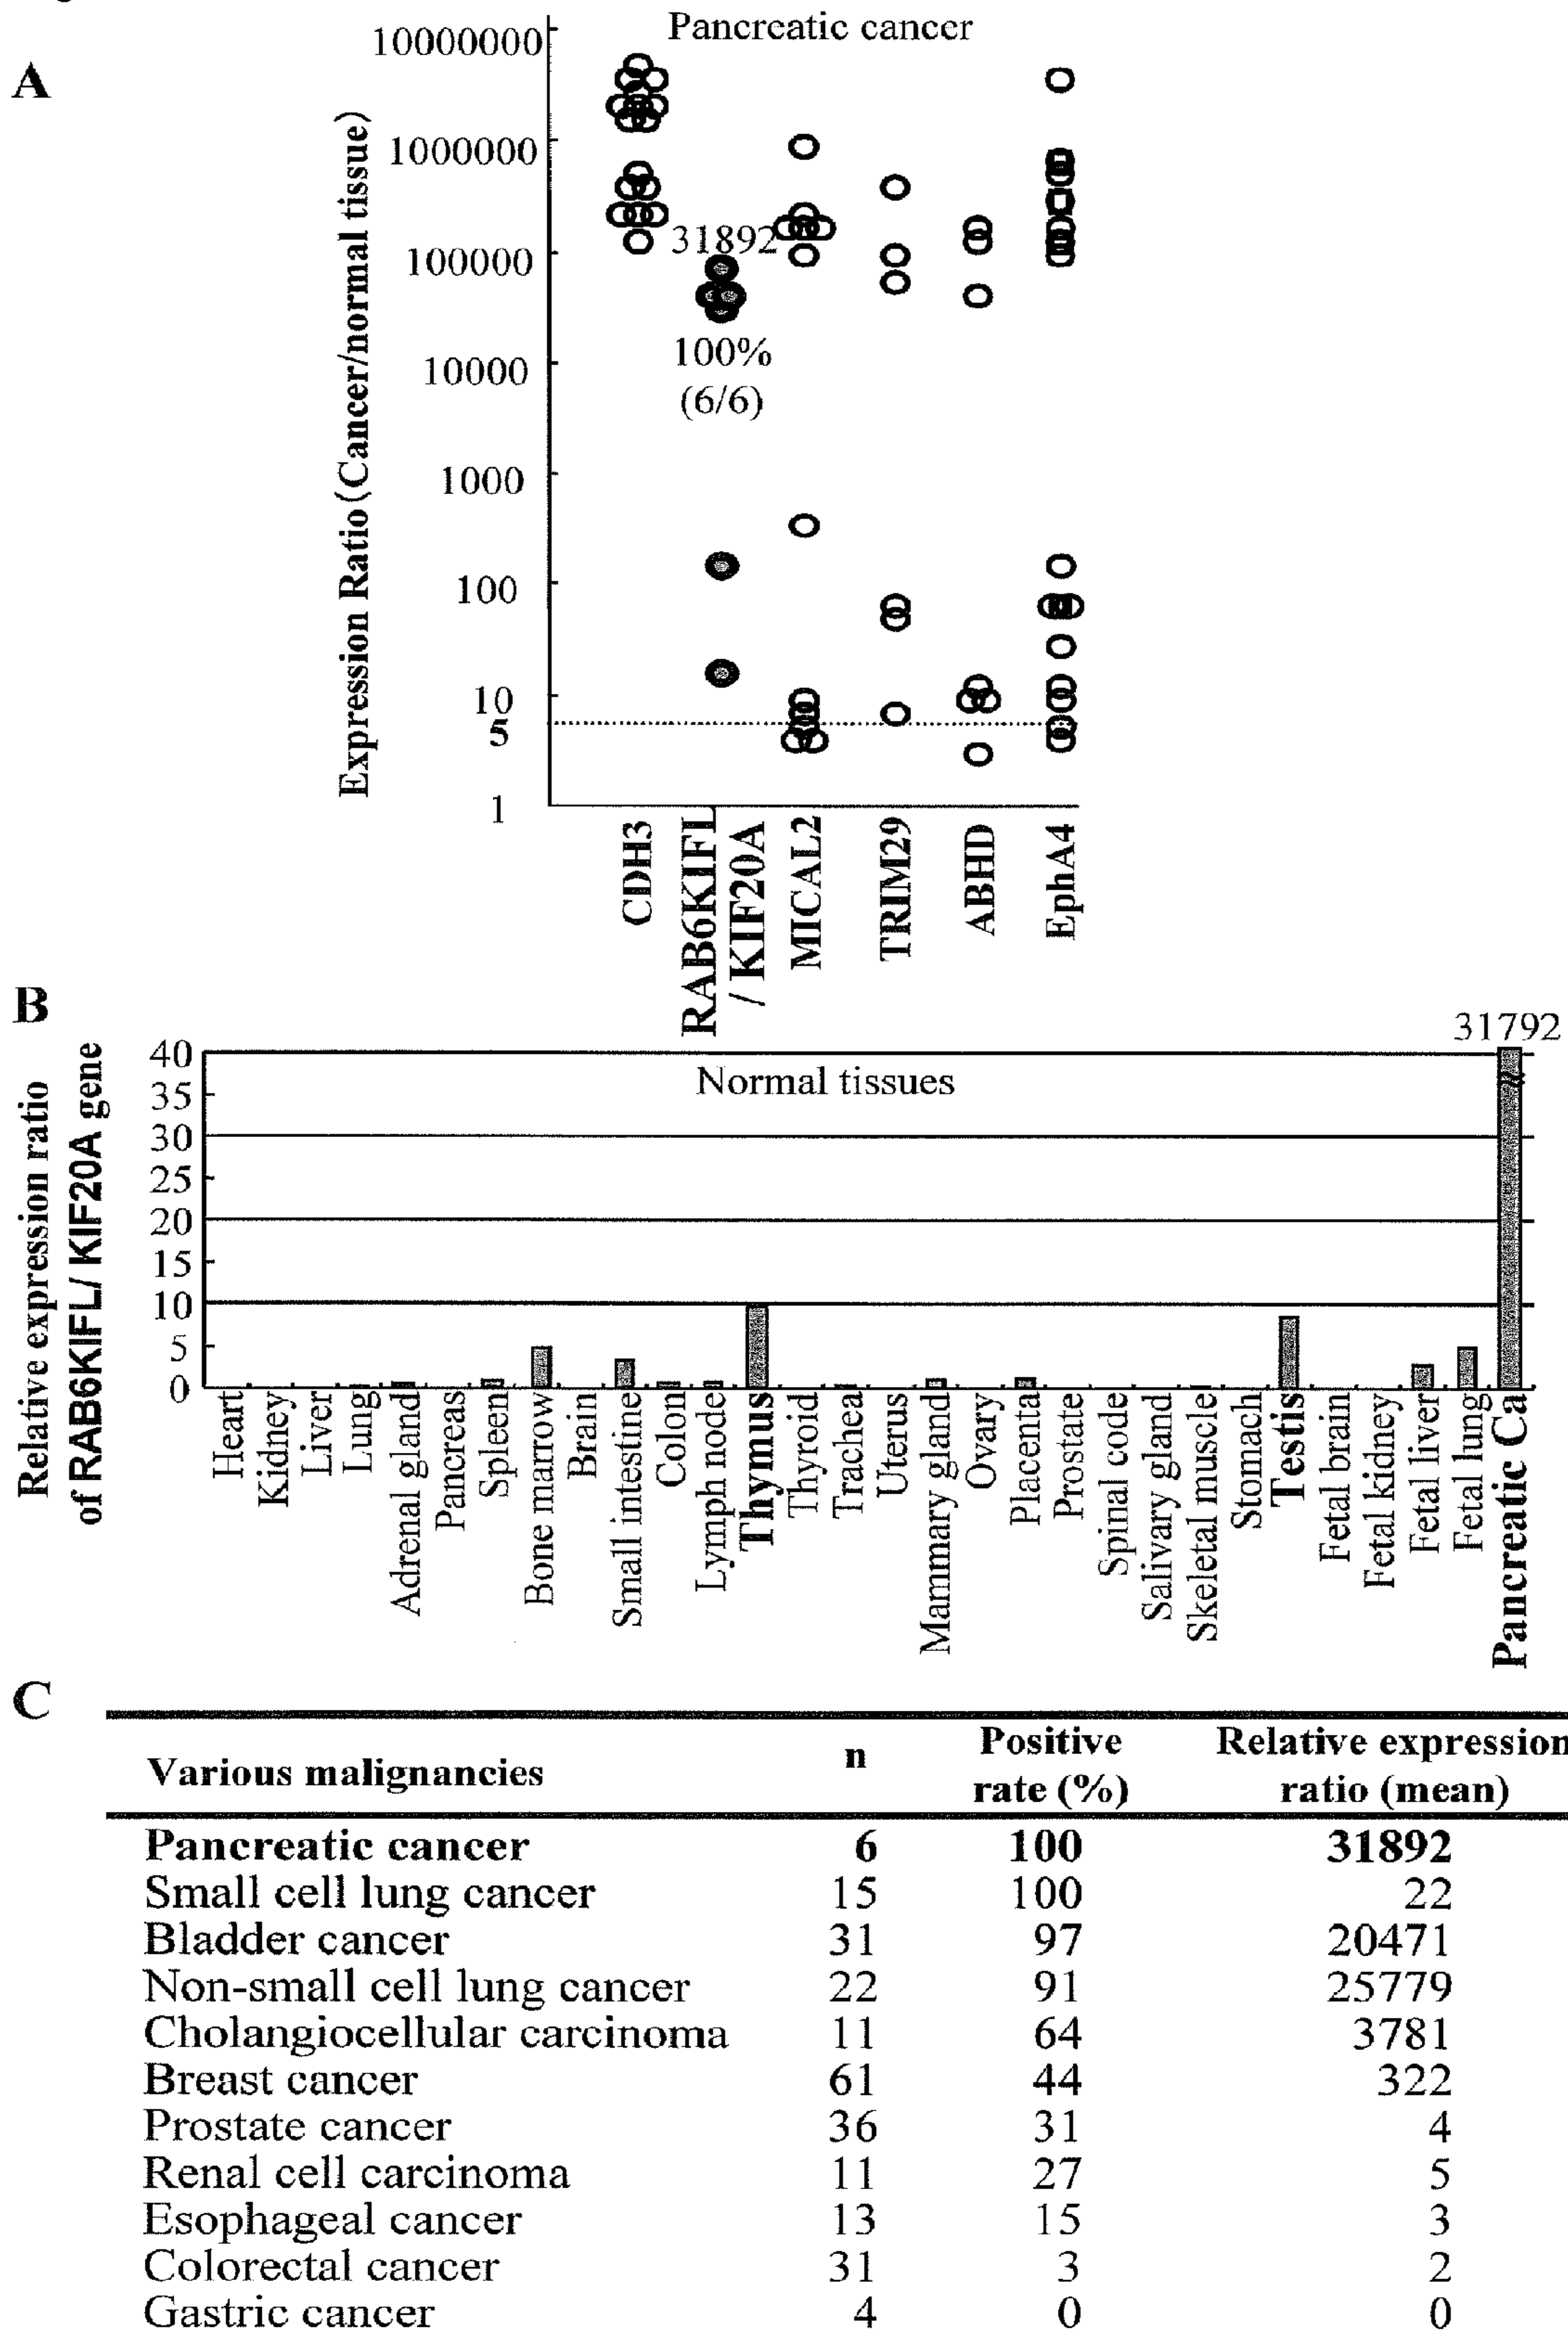 A
Pancreatic cancer
Expression Ratio (Cancer/normal tissue)
10000000
1000000
100000
10000
1000
100
10
5
1
31892
100%
(6/6)
CDH3
RAB6KIFL
/ KIF20A
MICAL2
TRIM29
ABHD
EphA4
B
Relative expression ratio
of RAB6KIFL/ KIF20A gene
31792
Normal tissues
40
35
30
25
20
15
10
5
0
Heart
Kidney
Liver
Lung
Adrenal gland
Pancreas
Spleen
Bone marrow
Brain
Small intestine
Colon
Lymph node
Thymus
Thyroid
Trachea
Uterus
Mammary gland
Ovary
Placenta
Prostate
Spinal code
Salivary gland
Skeletal muscle
Stomach
Testis
Fetal brain
Fetal kidney
Fetal liver
Fetal lung
Pancreatic Ca
C
Various malignancies n Positive rate (%) Relative expression ratio (mean)
Pancreatic cancer 6 100 31892
Small cell lung cancer 15 100 22
Bladder cancer 31 97 20471
Non-small cell lung cancer 22 91 25779
Cholangiocellular carcinoma 11 64 3781
Breast cancer 61 44 322
Prostate cancer 36 31 4
Renal cell carcinoma 11 27 5
Esophageal cancer 13 15 3
Colorectal cancer 31 3 2
Gastric cancer 4 0 0